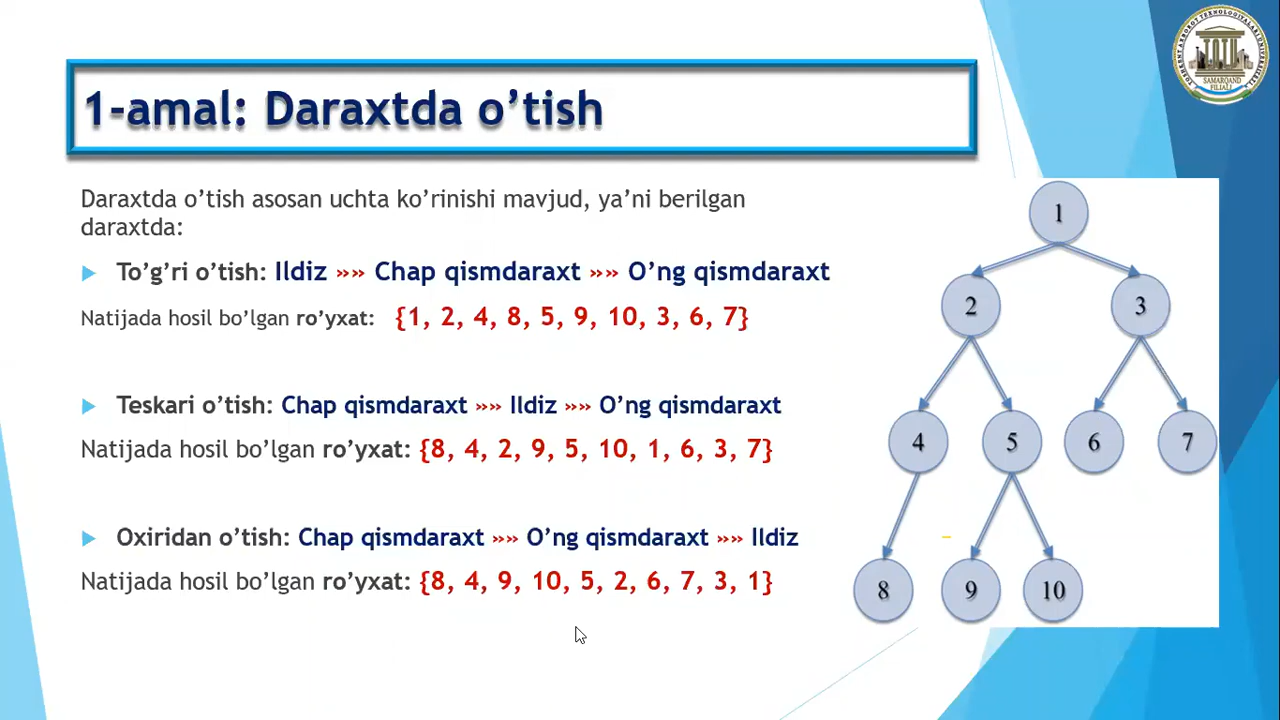 1-amal: Daraxtda o’tish
Daraxtda o’tish asosan uchta ko’rinishi mavjud, ya’ni berilgan
daraxtda:
To’g’ri o’tish: Ildiz »» Chap qismdaraxt »» O’ng qismdaraxt
Natijada hosil bo’lgan ro’yxat: {1, 2, 4, 8, 5, 9, 10, 3, 6, 7}
Teskari o’tish: Chap qismdaraxt »» Ildiz »» O’ng qismdaraxt
Natijada hosil bo’lgan ro’yxat: {8, 4, 2, 9, 5, 10, 1, 6, 3, 7}
Oxiridan o’tish: Chap qismdaraxt »» O’ng qismdaraxt »» Ildiz
Natijada hosil bo’lgan ro’yxat: {8, 4, 9, 10, 5, 2, 6, 7, 3, 1}
1
2 3
4 5 6 7
8 9 10
SAMARQAND
FILIALI